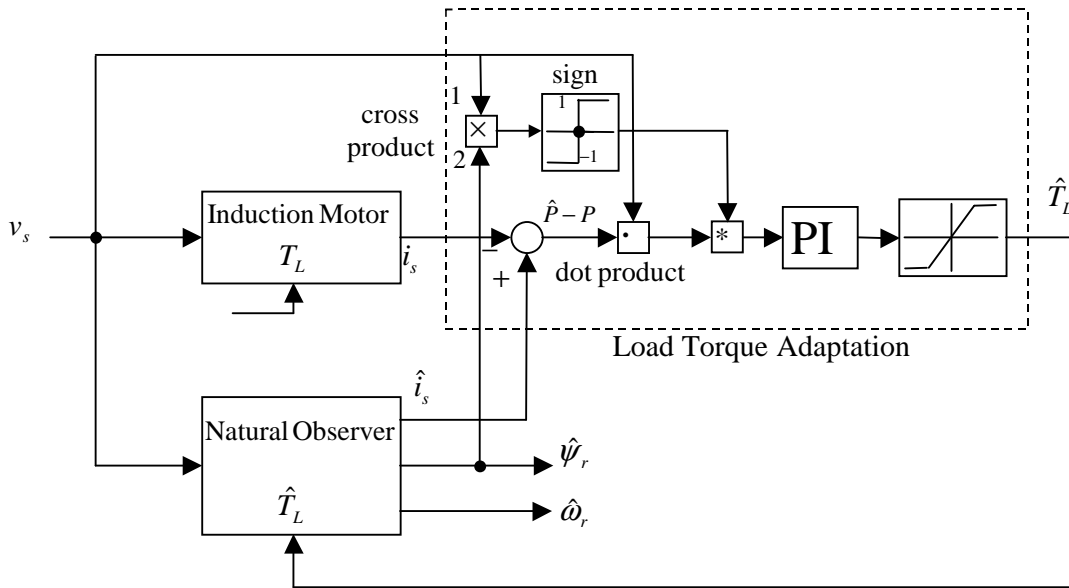 sign
1
-1
1
cross product
×
2
v_s
Induction Motor
T_L
i_s
−
+
P̂ − P
·
dot product
*
PI
T̂_L
Load Torque Adaptation
î_s
Natural Observer
T̂_L
ψ̂_r
ω̂_r